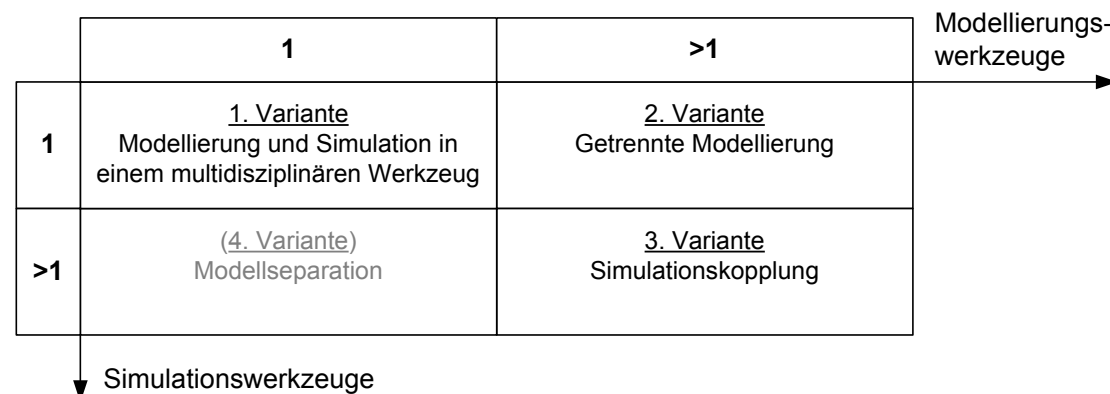 Modellierungs-
werkzeuge
1
>1
1
1. Variante
Modellierung und Simulation in
einem multidisziplinären Werkzeug
2. Variante
Getrennte Modellierung
>1
(4. Variante)
Modellseparation
3. Variante
Simulationskopplung
Simulationswerkzeuge